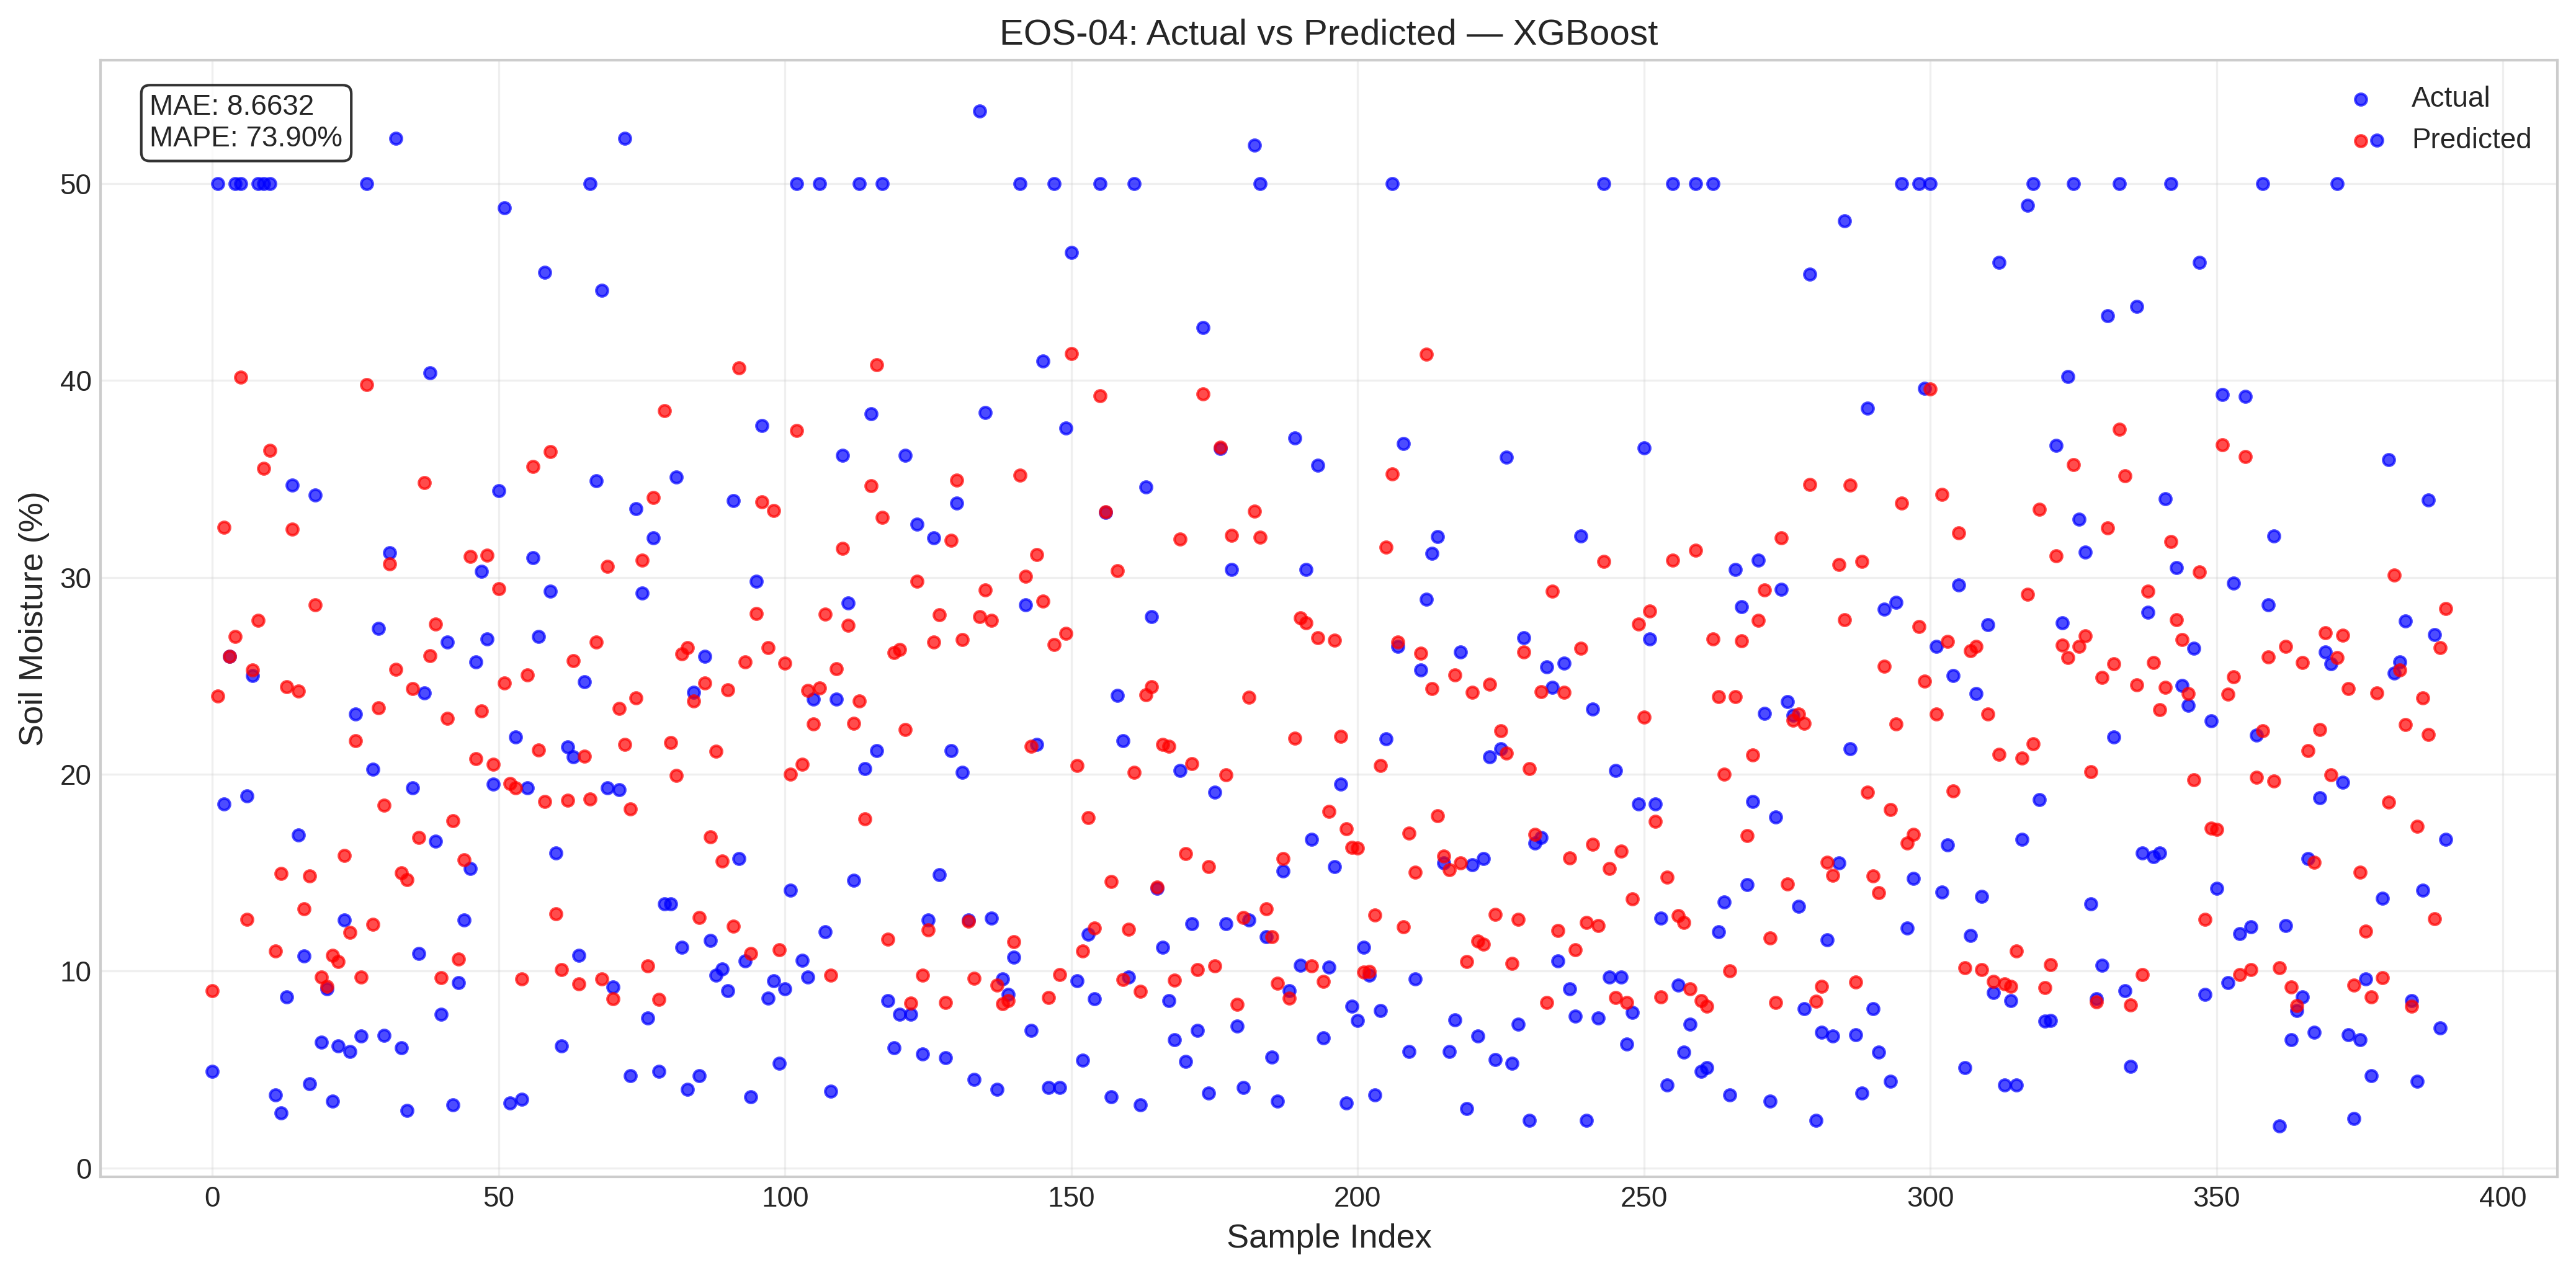 EOS-04: Actual vs Predicted — XGBoost
MAE: 8.6632
MAPE: 73.90%
Actual
Predicted
Soil Moisture (%)
50
40
30
20
10
0
0 50 100 150 200 250 300 350 400
Sample Index